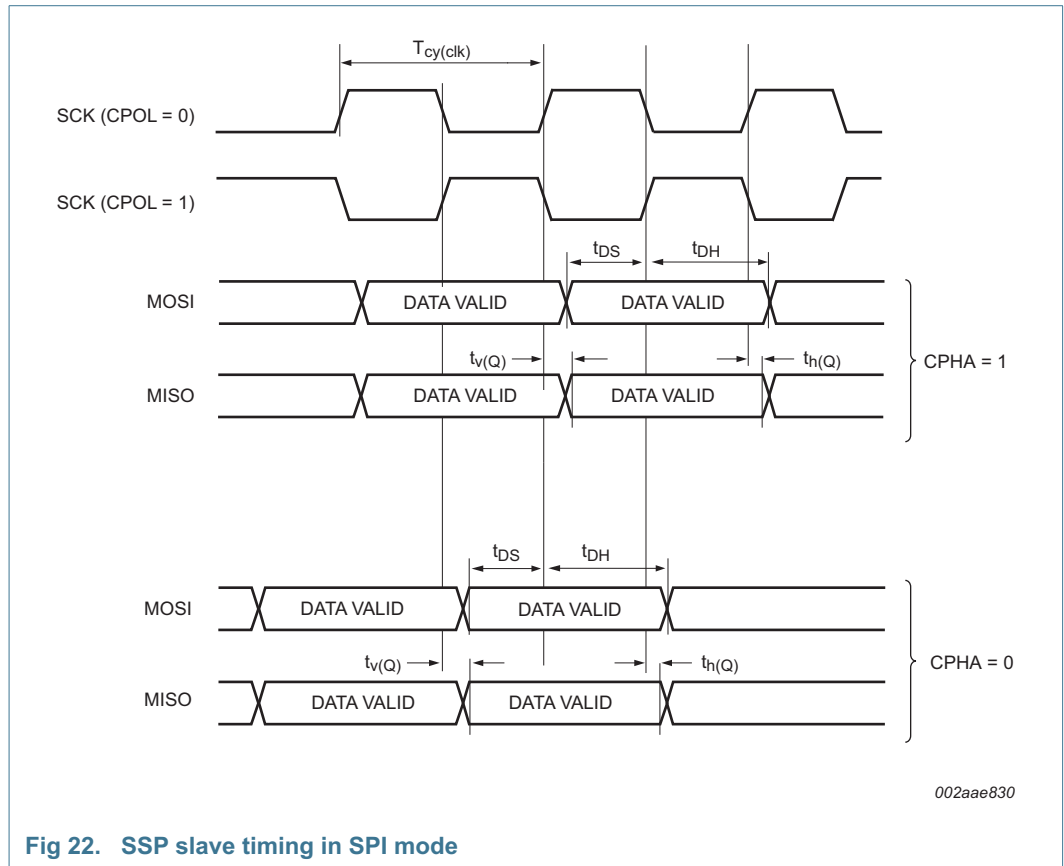 Tcy(clk)
SCK (CPOL = 0)
SCK (CPOL = 1)
tDS tDH
MOSI DATA VALID DATA VALID
tv(Q) th(Q)
CPHA = 1
MISO DATA VALID DATA VALID
tDS tDH
MOSI DATA VALID DATA VALID
tv(Q) th(Q)
CPHA = 0
MISO DATA VALID DATA VALID
002aae830
Fig 22. SSP slave timing in SPI mode